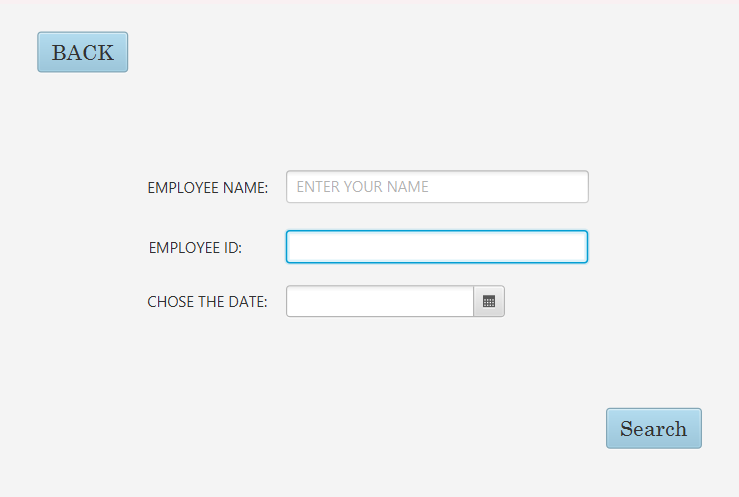 BACK
EMPLOYEE NAME: ENTER YOUR NAME
EMPLOYEE ID:
CHOSE THE DATE:
Search